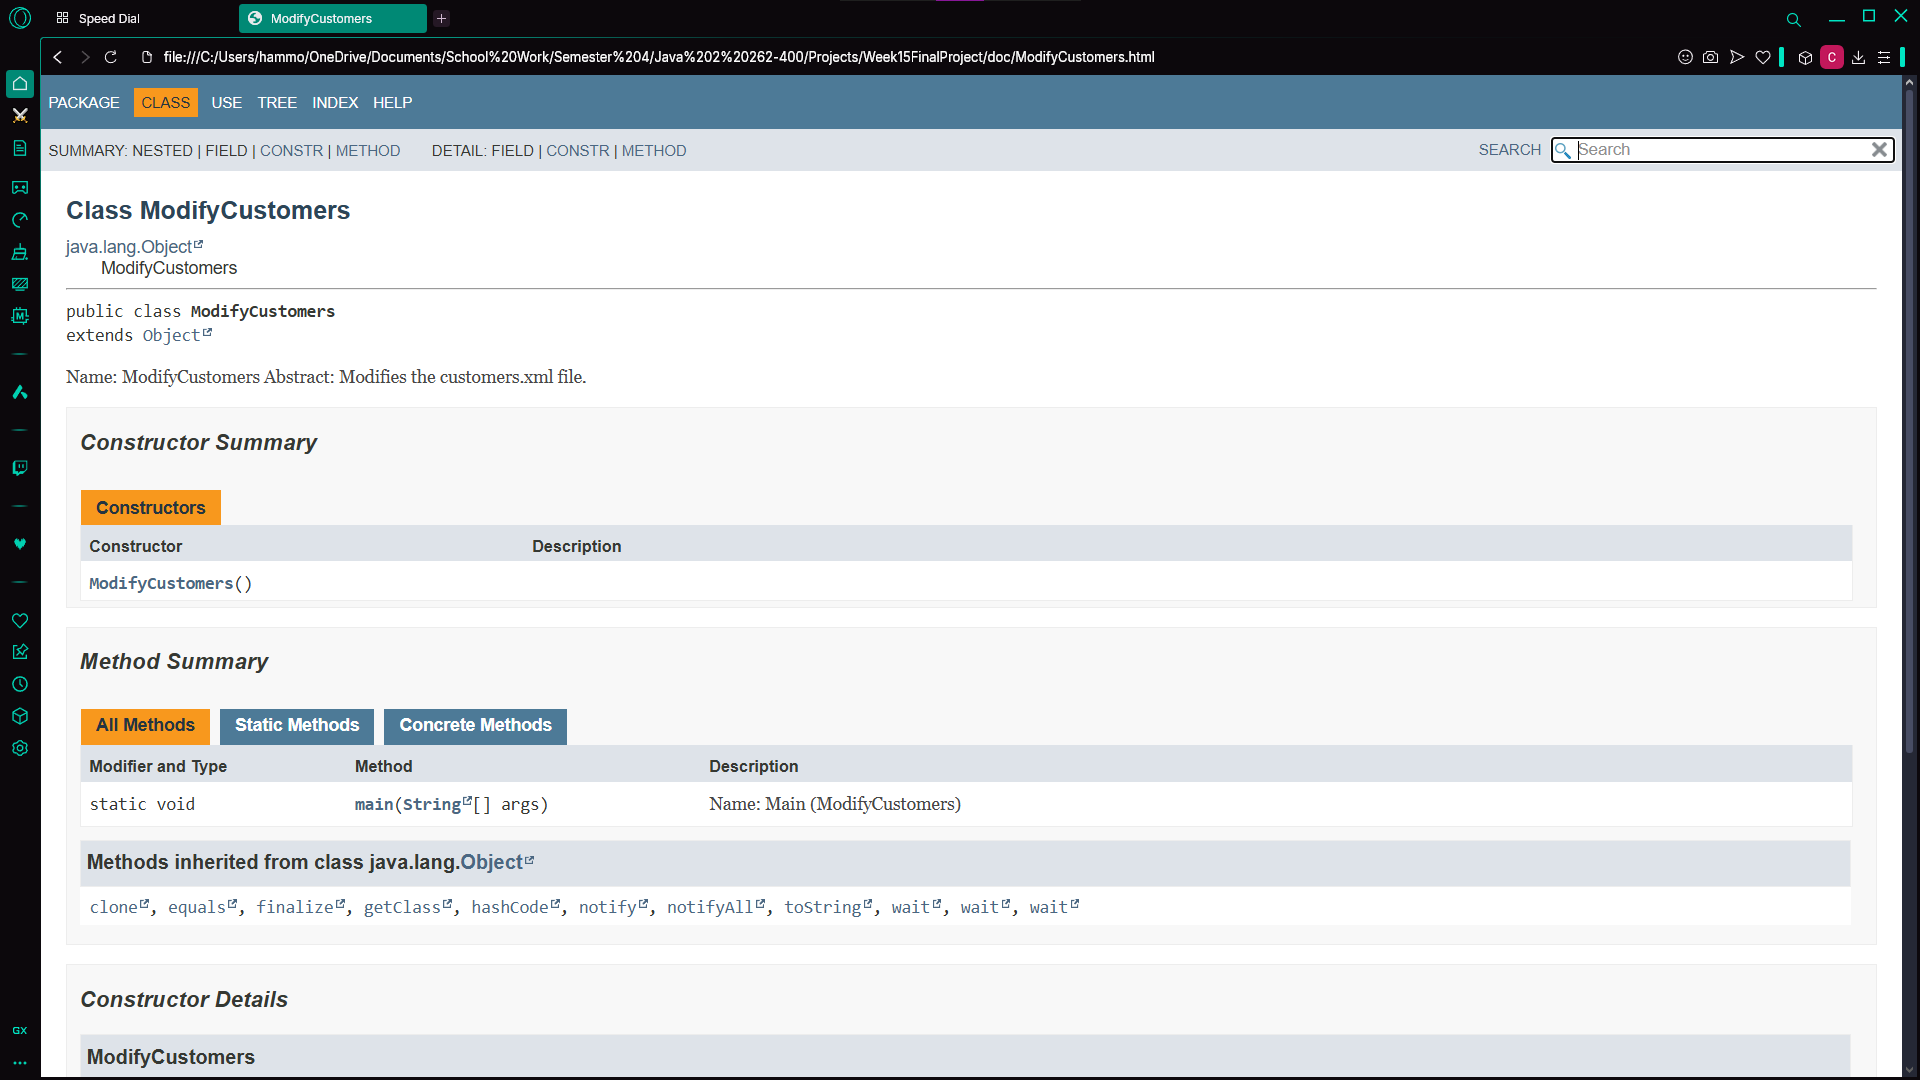 Speed Dial
ModifyCustomers
file:///C:/Users/hammo/OneDrive/Documents/School%20Work/Semester%204/Java%202%20262-400/Projects/Week15FinalProject/doc/ModifyCustomers.html
C
PACKAGE CLASS USE TREE INDEX HELP
SUMMARY: NESTED | FIELD | CONSTR | METHOD DETAIL: FIELD | CONSTR | METHOD SEARCH Search
Class ModifyCustomers
java.lang.Object
ModifyCustomers
public class ModifyCustomers
extends Object
Name: ModifyCustomers Abstract: Modifies the customers.xml file.
Constructor Summary
Constructors
Constructor Description
ModifyCustomers()
Method Summary
All Methods Static Methods Concrete Methods
Modifier and Type Method Description
static void main(String[] args) Name: Main (ModifyCustomers)
Methods inherited from class java.lang.Object
clone, equals, finalize, getClass, hashCode, notify, notifyAll, toString, wait, wait, wait
Constructor Details
GX
ModifyCustomers